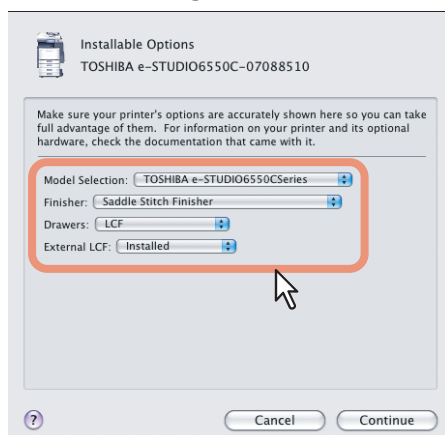 Installable Options
TOSHIBA e-STUDIO6550C-07088510
Make sure your printer's options are accurately shown here so you can take
full advantage of them. For information on your printer and its optional
hardware, check the documentation that came with it.
Model Selection: TOSHIBA e-STUDIO6550CSeries
Finisher: Saddle Stitch Finisher
Drawers: LCF
External LCF: Installed
? Cancel Continue